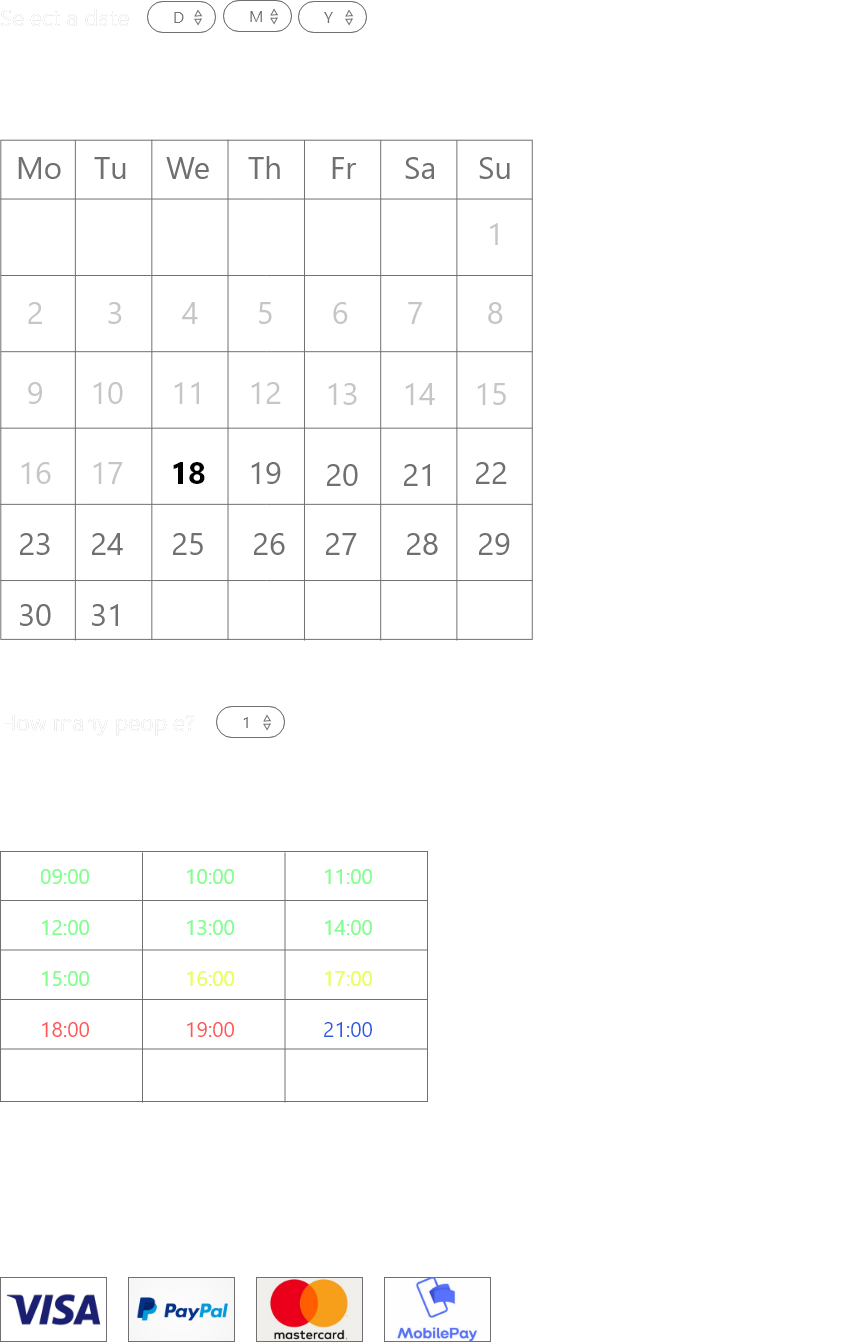 Select a date D M Y
Mo Tu We Th Fr Sa Su
1
2 3 4 5 6 7 8
9 10 11 12 13 14 15
16 17 18 19 20 21 22
23 24 25 26 27 28 29
30 31
How many people? 1
09:00 10:00 11:00
12:00 13:00 14:00
15:00 16:00 17:00
18:00 19:00 21:00
VISA PayPal mastercard. MobilePay